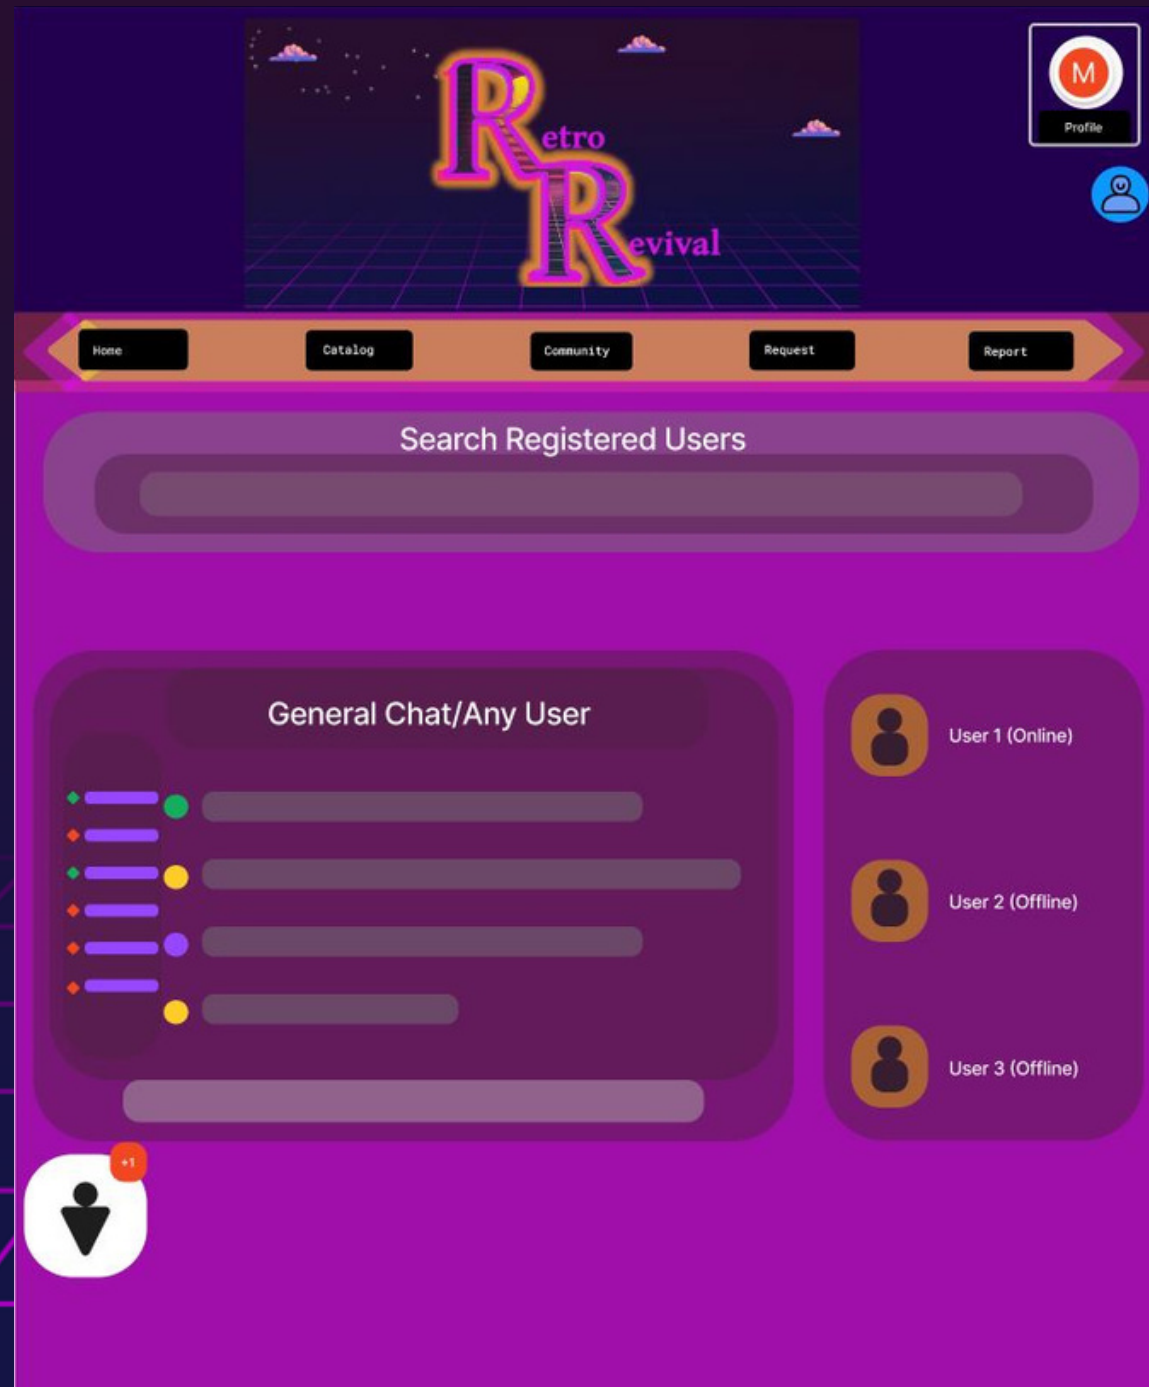 Retro
Revival
M
Profile
Home
Catalog
Community
Request
Report
Search Registered Users
General Chat/Any User
User 1 (Online)
User 2 (Offline)
User 3 (Offline)
+1